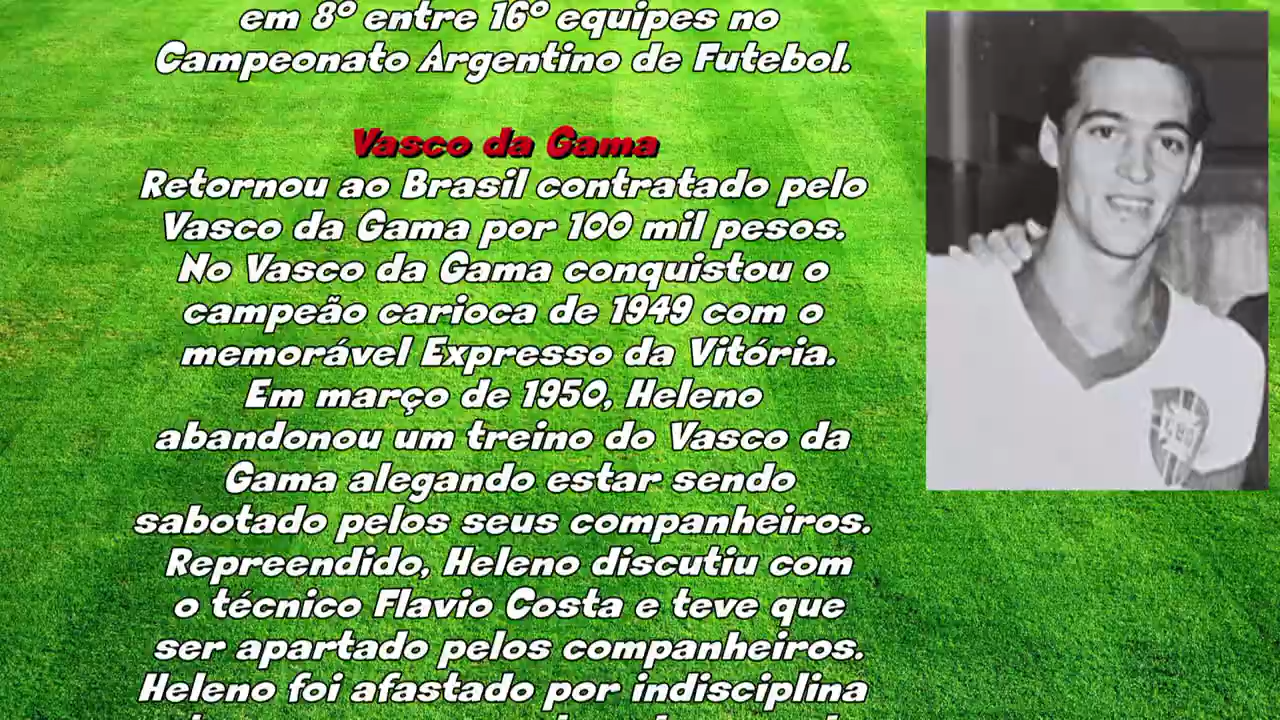 em 8º entre 16º equipes no
Campeonato Argentino de Futebol.
Vasco da Gama
Retornou ao Brasil contratado pelo
Vasco da Gama por 100 mil pesos.
No Vasco da Gama conquistou o
campeão carioca de 1949 com o
memorável Expresso da Vitória.
Em março de 1950, Heleno
abandonou um treino do Vasco da
Gama alegando estar sendo
sabotado pelos seus companheiros.
Repreendido, Heleno discutiu com
o técnico Flavio Costa e teve que
ser apartado pelos companheiros.
Heleno foi afastado por indisciplina
CBD